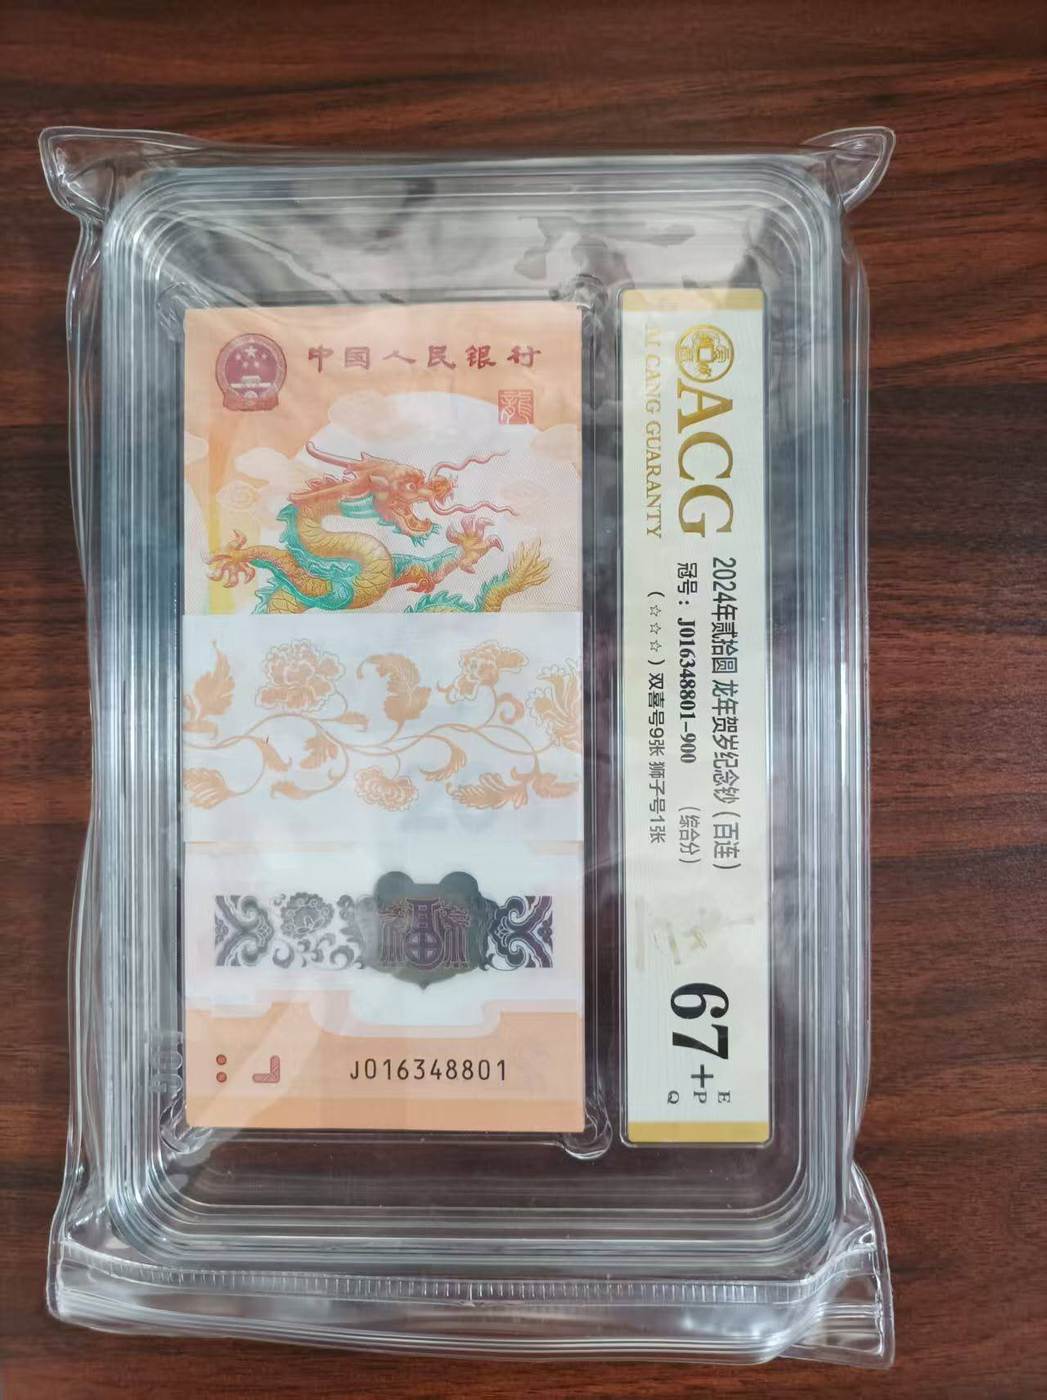 中国人民银行
龍
福
J016348801
ACG
AI CANG GUARANTY
2024年贰拾圆 龙年贺岁纪念钞(百连)
冠号:J016348801-900 (综合分)
(☆☆☆)双喜号9张 狮子号1张
67+
E
P
Q